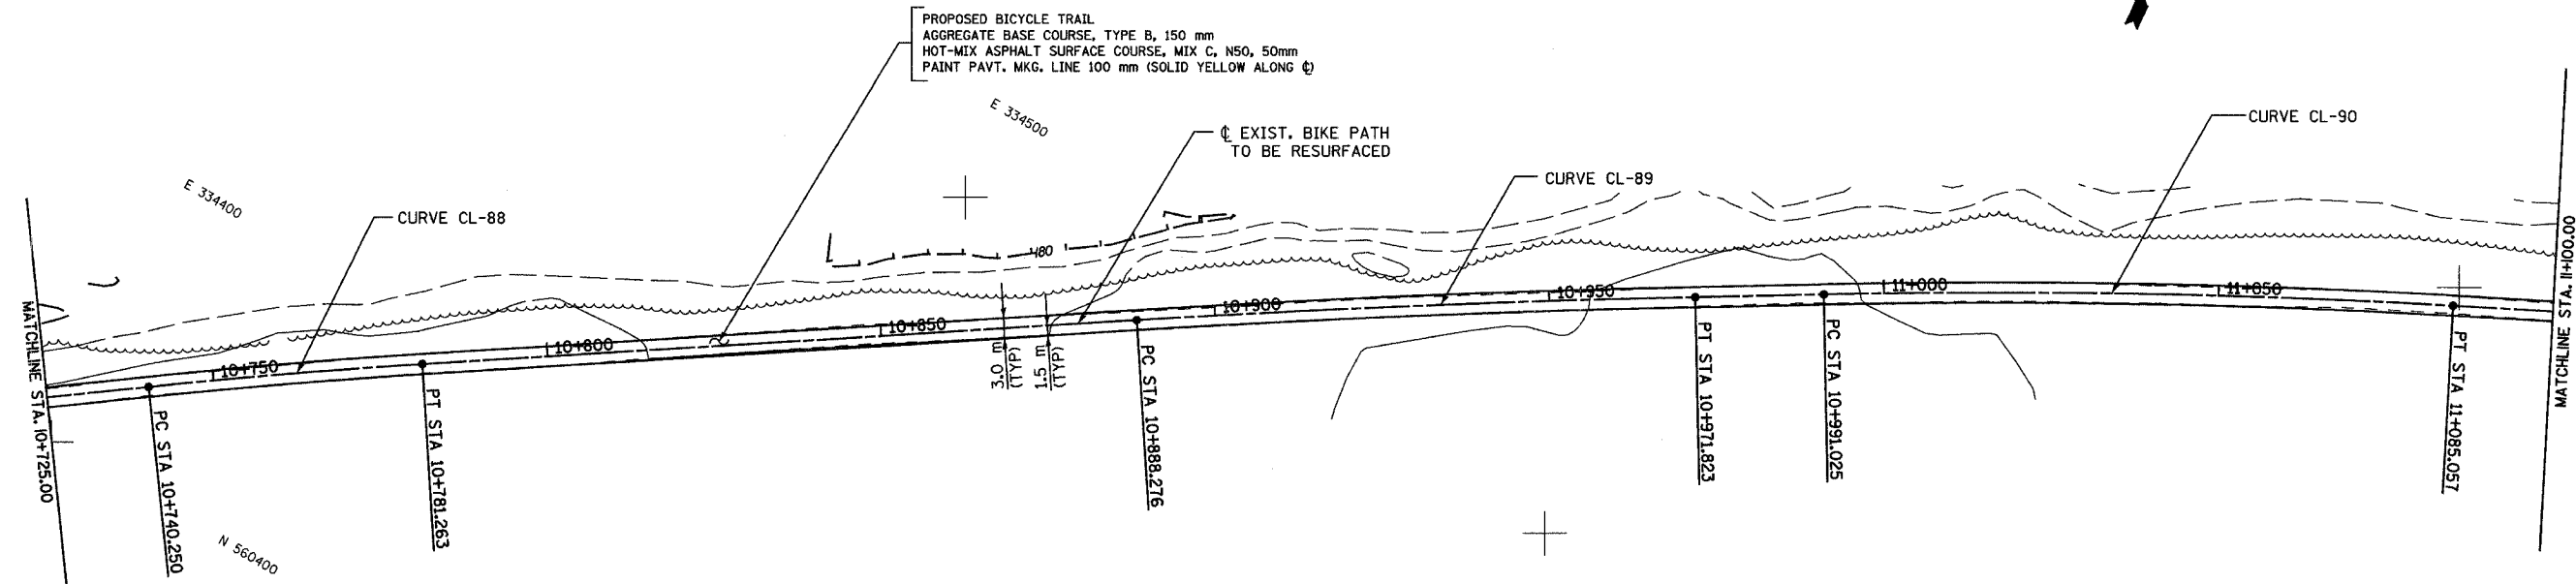 PROPOSED BICYCLE TRAIL
AGGREGATE BASE COURSE, TYPE B, 150 mm
HOT-MIX ASPHALT SURFACE COURSE, MIX C, N50, 50mm
PAINT PAVT. MKG. LINE 100 mm (SOLID YELLOW ALONG ℄)
E 334500
℄ EXIST. BIKE PATH
TO BE RESURFACED
CURVE CL-90
CURVE CL-89
E 334400
CURVE CL-88
480
MATCHLINE STA. 10+725.00
10+750
10+800
10+850
10+900
10+950
11+000
11+050
MATCHLINE STA. 11+101.00
3.0 m
(TYP)
1.5 m
(TYP)
PC STA 10+740.250
PT STA 10+781.263
PC STA 10+888.276
PT STA 10+971.823
PC STA 10+991.025
PT STA 11+085.057
N 560400